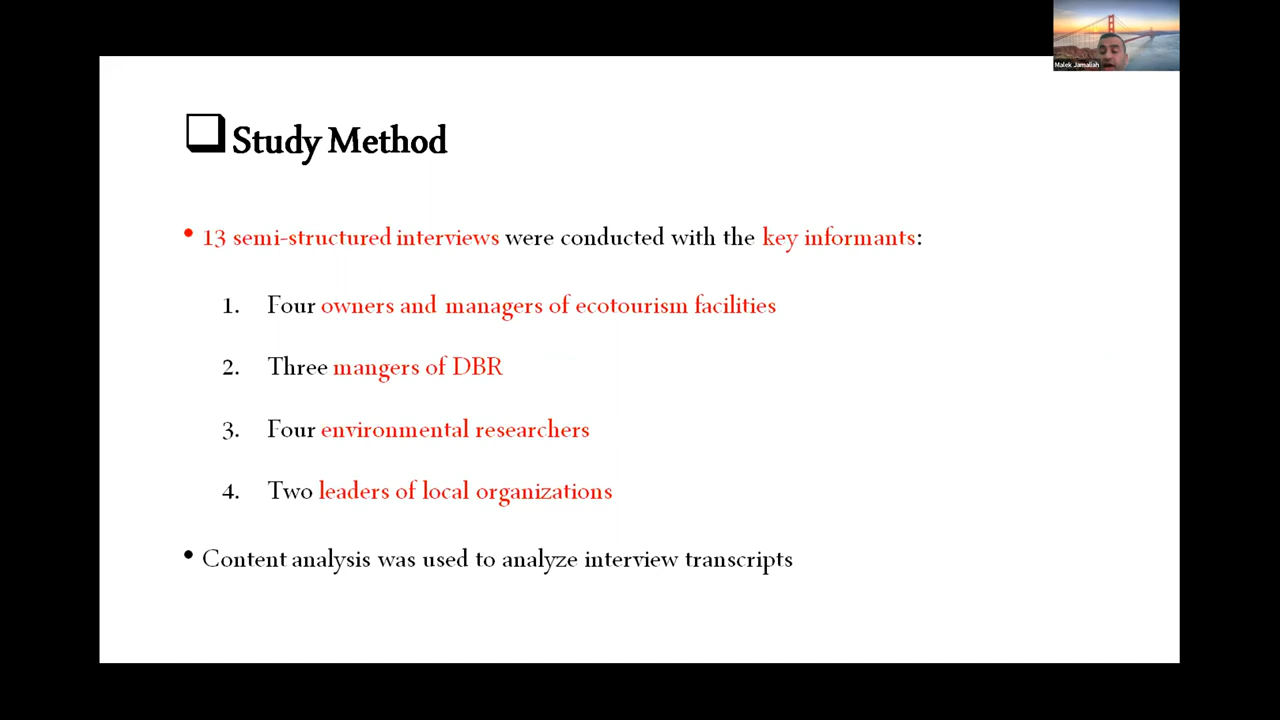 Malek Jamaliah
Study Method
• 13 semi-structured interviews were conducted with the key informants:
1. Four owners and managers of ecotourism facilities
2. Three mangers of DBR
3. Four environmental researchers
4. Two leaders of local organizations
• Content analysis was used to analyze interview transcripts